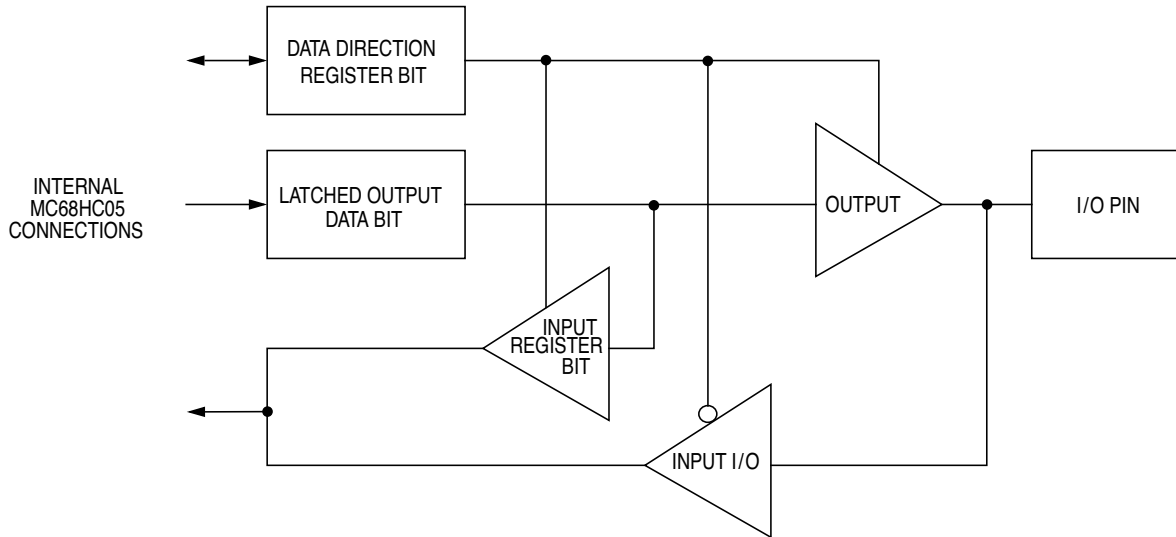 DATA DIRECTION
REGISTER BIT
INTERNAL
MC68HC05
CONNECTIONS
LATCHED OUTPUT
DATA BIT
OUTPUT
I/O PIN
INPUT
REGISTER
BIT
INPUT I/O